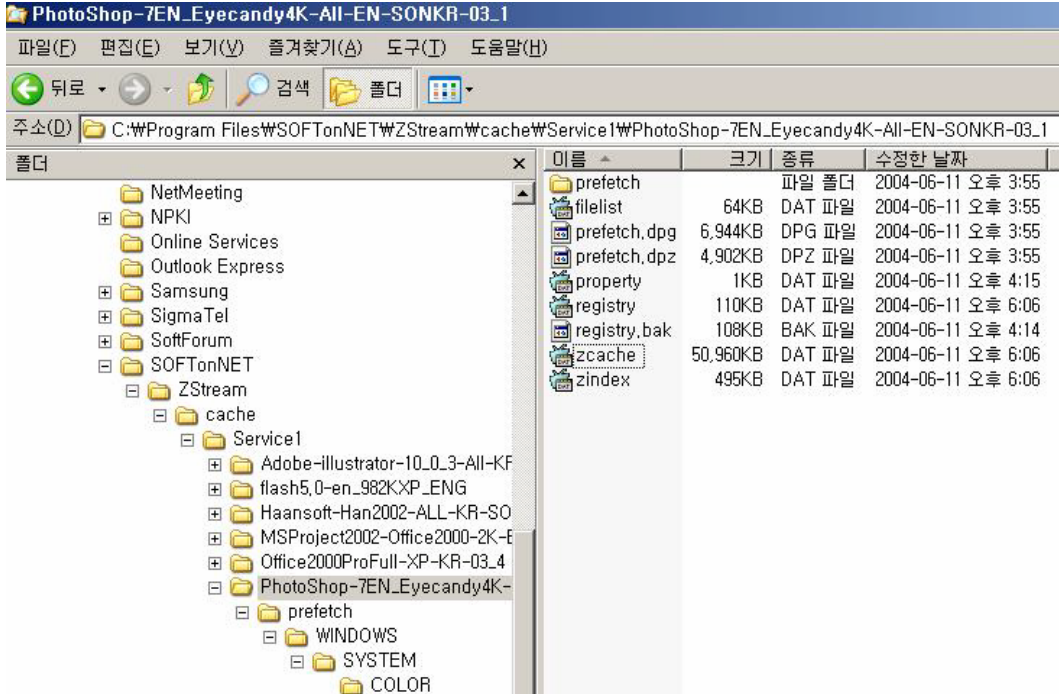 PhotoShop-7EN_Eyecandy4K-All-EN-SONKR-03_1
파일(F) 편집(E) 보기(V) 즐겨찾기(A) 도구(T) 도움말(H)
뒤로 검색 폴더
주소(D) C:₩Program Files₩SOFTonNET₩ZStream₩cache₩Service1₩PhotoShop-7EN_Eyecandy4K-All-EN-SONKR-03_1
폴더
NetMeeting
NPKI
Online Services
Outlook Express
Samsung
SigmaTel
SoftForum
SOFTonNET
ZStream
cache
Service1
Adobe-illustrator-10_0_3-All-KF
flash5,0-en_982KXP_ENG
Haansoft-Han2002-ALL-KR-SO
MSProject2002-Office2000-2K-E
Office2000ProFull-XP-KR-03_4
PhotoShop-7EN_Eyecandy4K-
prefetch
WINDOWS
SYSTEM
COLOR
이름 크기 종류 수정한 날짜
prefetch 파일 폴더 2004-06-11 오후 3:55
filelist 64KB DAT 파일 2004-06-11 오후 3:55
prefetch,dpg 6,944KB DPG 파일 2004-06-11 오후 3:55
prefetch,dpz 4,902KB DPZ 파일 2004-06-11 오후 3:55
property 1KB DAT 파일 2004-06-11 오후 4:15
registry 110KB DAT 파일 2004-06-11 오후 6:06
registry,bak 108KB BAK 파일 2004-06-11 오후 4:14
zcache 50,960KB DAT 파일 2004-06-11 오후 6:06
zindex 495KB DAT 파일 2004-06-11 오후 6:06